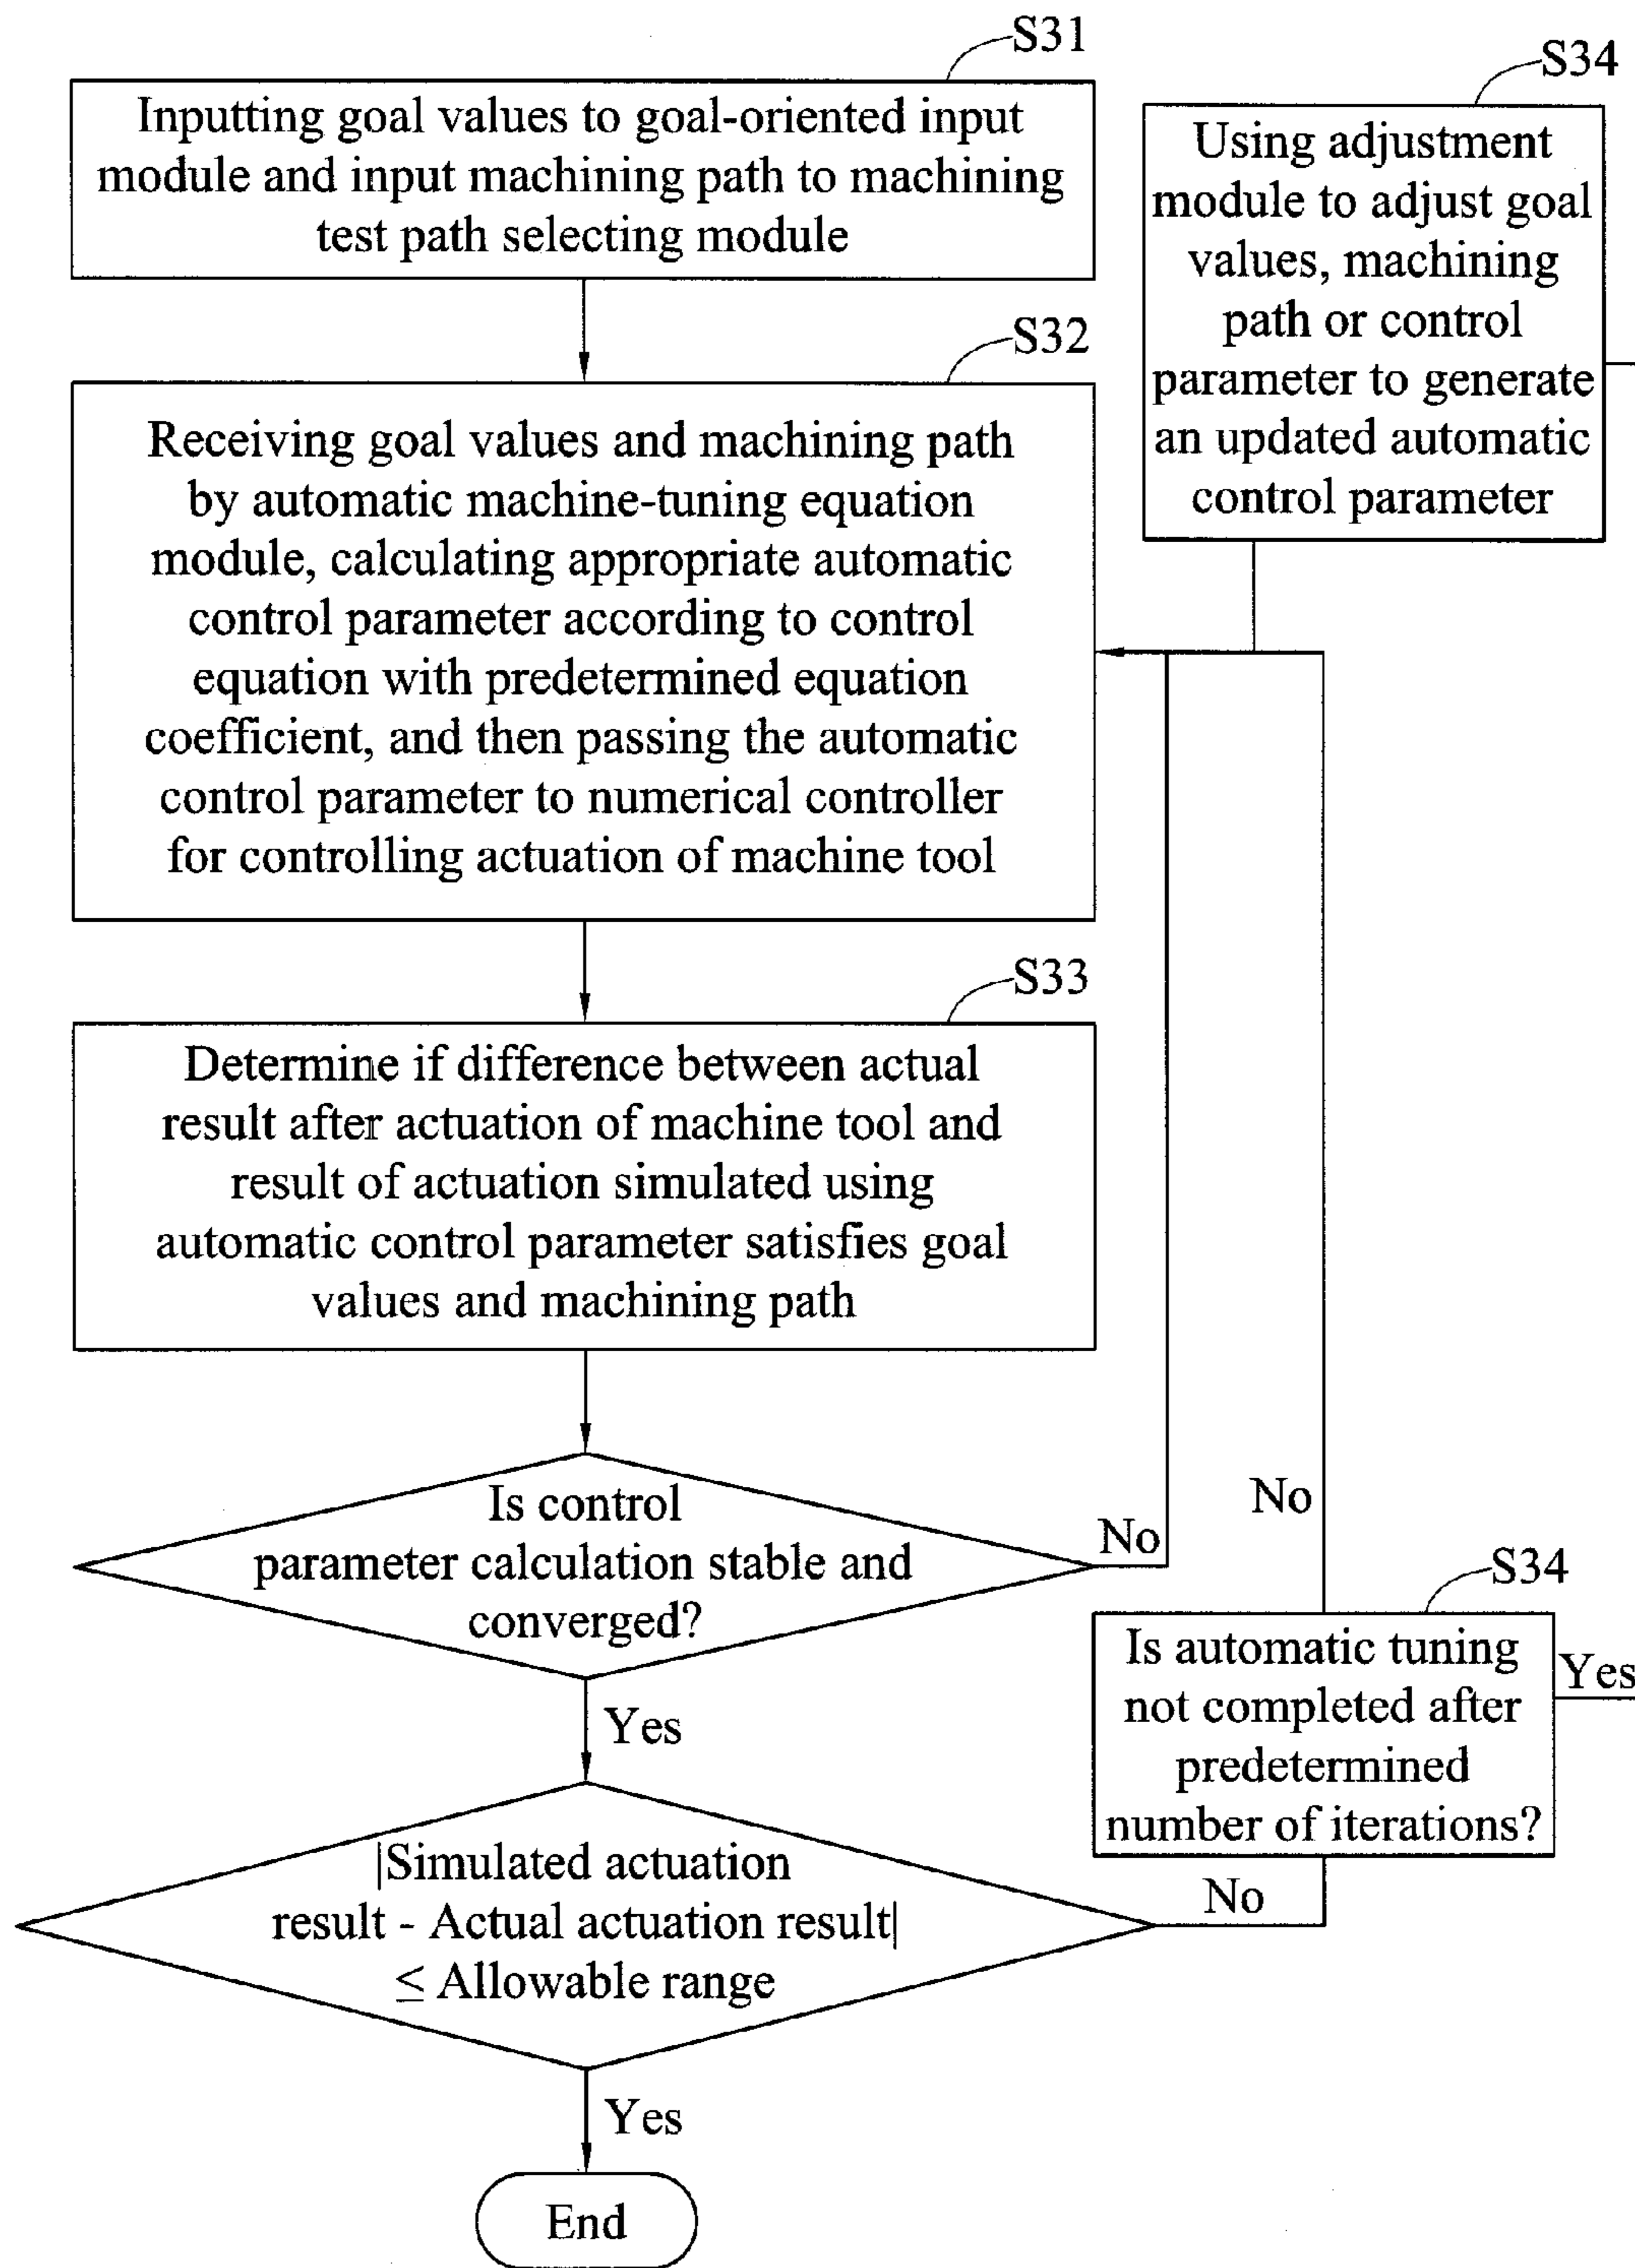 S31
Inputting goal values to goal-oriented input
module and input machining path to machining
test path selecting module
S32
Receiving goal values and machining path
by automatic machine-tuning equation
module, calculating appropriate automatic
control parameter according to control
equation with predetermined equation
coefficient, and then passing the automatic
control parameter to numerical controller
for controlling actuation of machine tool
S33
Determine if difference between actual
result after actuation of machine tool and
result of actuation simulated using
automatic control parameter satisfies goal
values and machining path
Is control
parameter calculation stable and
converged?
No
Yes
|Simulated actuation
result - Actual actuation result|
≤ Allowable range
No
Yes
End
S34
Using adjustment
module to adjust goal
values, machining
path or control
parameter to generate
an updated automatic
control parameter
No
S34
Is automatic tuning
not completed after
predetermined
number of iterations?
Yes